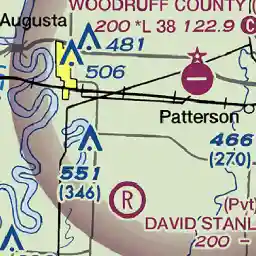 WOODRUFF COUNTY (
Augusta
200 *L 38 122.9 C
481
506
Patterson
466
(270)
551
(346)
R
(Pvt)
DAVID STANL
200 -